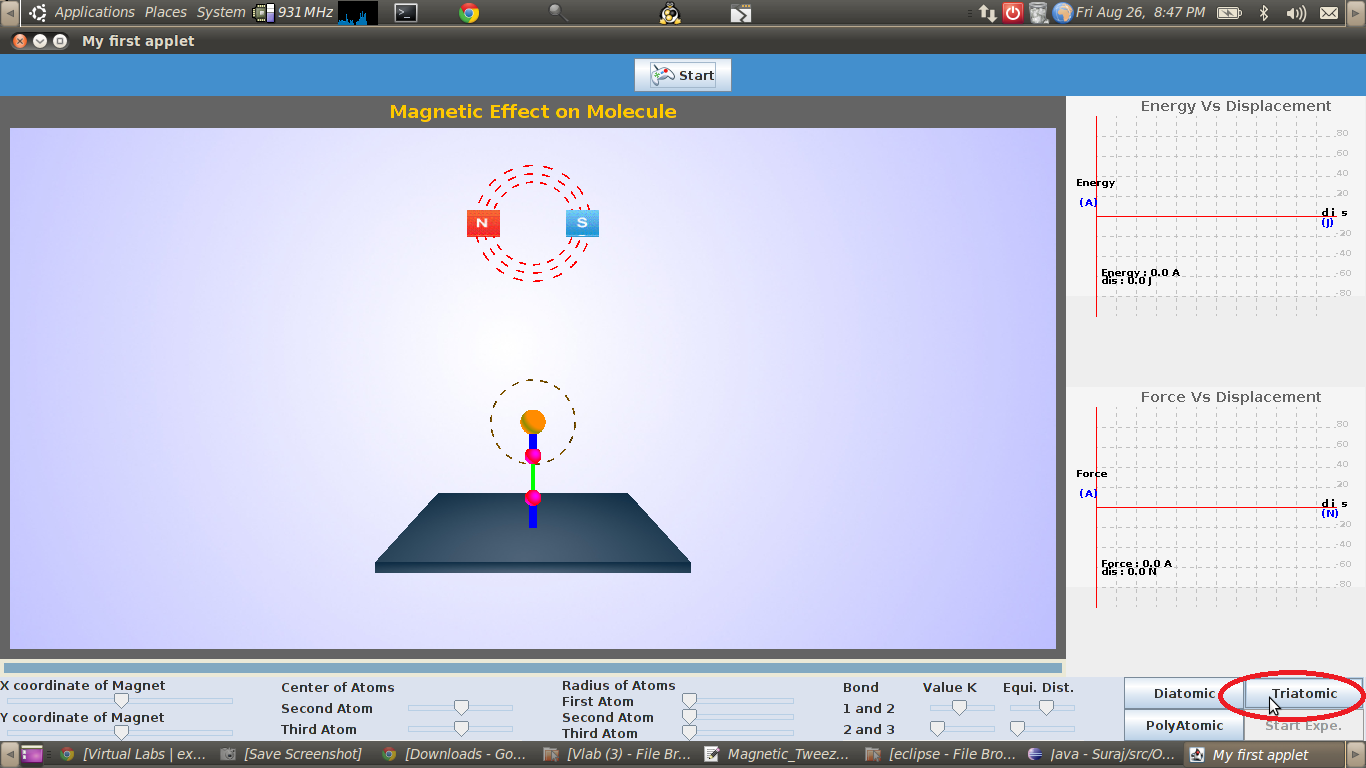 Applications Places System 931 MHz Fri Aug 26, 8:47 PM
My first applet
Start
Magnetic Effect on Molecule
N S
Energy Vs Displacement
80
60
40
20
Energy
(A)
d i s
(J)
-20
-40
-60
-80
Energy : 0.0 A
dis : 0.0 J
Force Vs Displacement
80
60
40
20
Force
(A)
d i s
(N)
-20
-40
-60
-80
Force : 0.0 A
dis : 0.0 N
X coordinate of Magnet
Y coordinate of Magnet
Center of Atoms
Second Atom
Third Atom
Radius of Atoms
First Atom
Second Atom
Third Atom
Bond Value K Equi. Dist.
1 and 2
2 and 3
Diatomic Triatomic
PolyAtomic Start Expe.
[Virtual Labs | ex... [Save Screenshot] [Downloads - Go... [Vlab (3) - File Br... Magnetic_Tweez... [eclipse - File Bro... Java - Suraj/src/O... My first applet